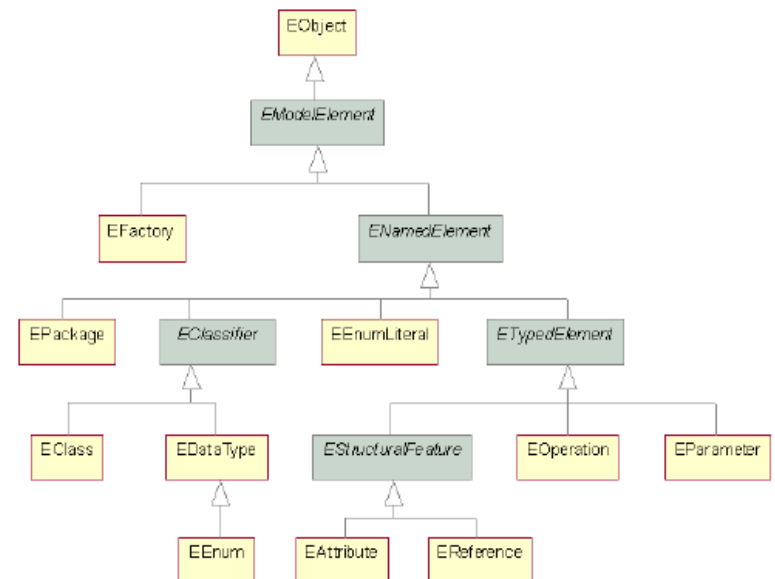 EObject
EModelElement
EFactory
ENamedElement
EPackage
EClassifier
EEnumLiteral
ETypedElement
EClass
EDataType
EStructuralFeature
EOperation
EParameter
EEnum
EAttribute
EReference